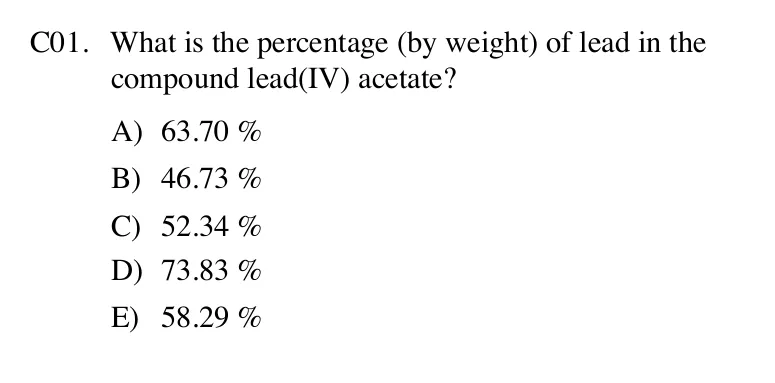 C01. What is the percentage (by weight) of lead in the
compound lead(IV) acetate?
A) 63.70 %
B) 46.73 %
C) 52.34 %
D) 73.83 %
E) 58.29 %